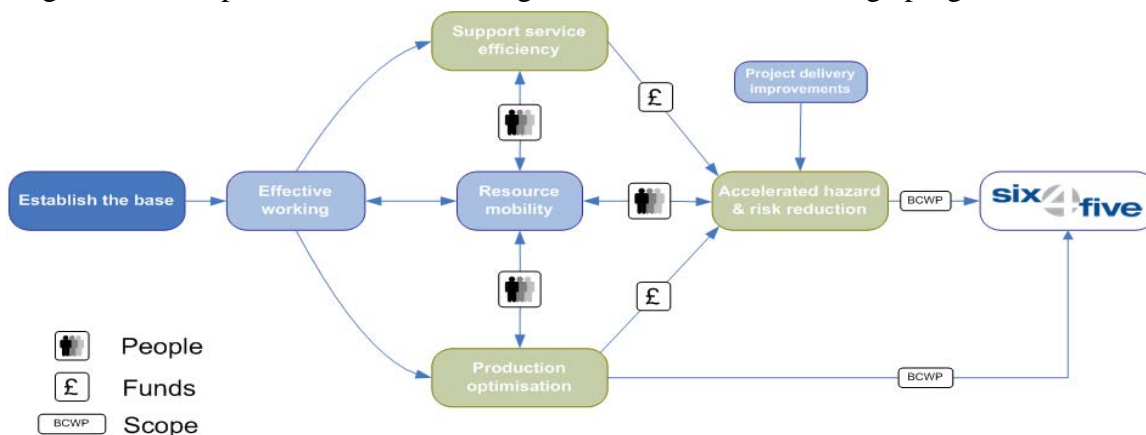 Support service
efficiency
£
Project delivery
improvements
Establish the base
Effective
working
Resource
mobility
Accelerated hazard
& risk reduction
BCWP
six4five
£
Production
optimisation
BCWP
People
£ Funds
BCWP Scope